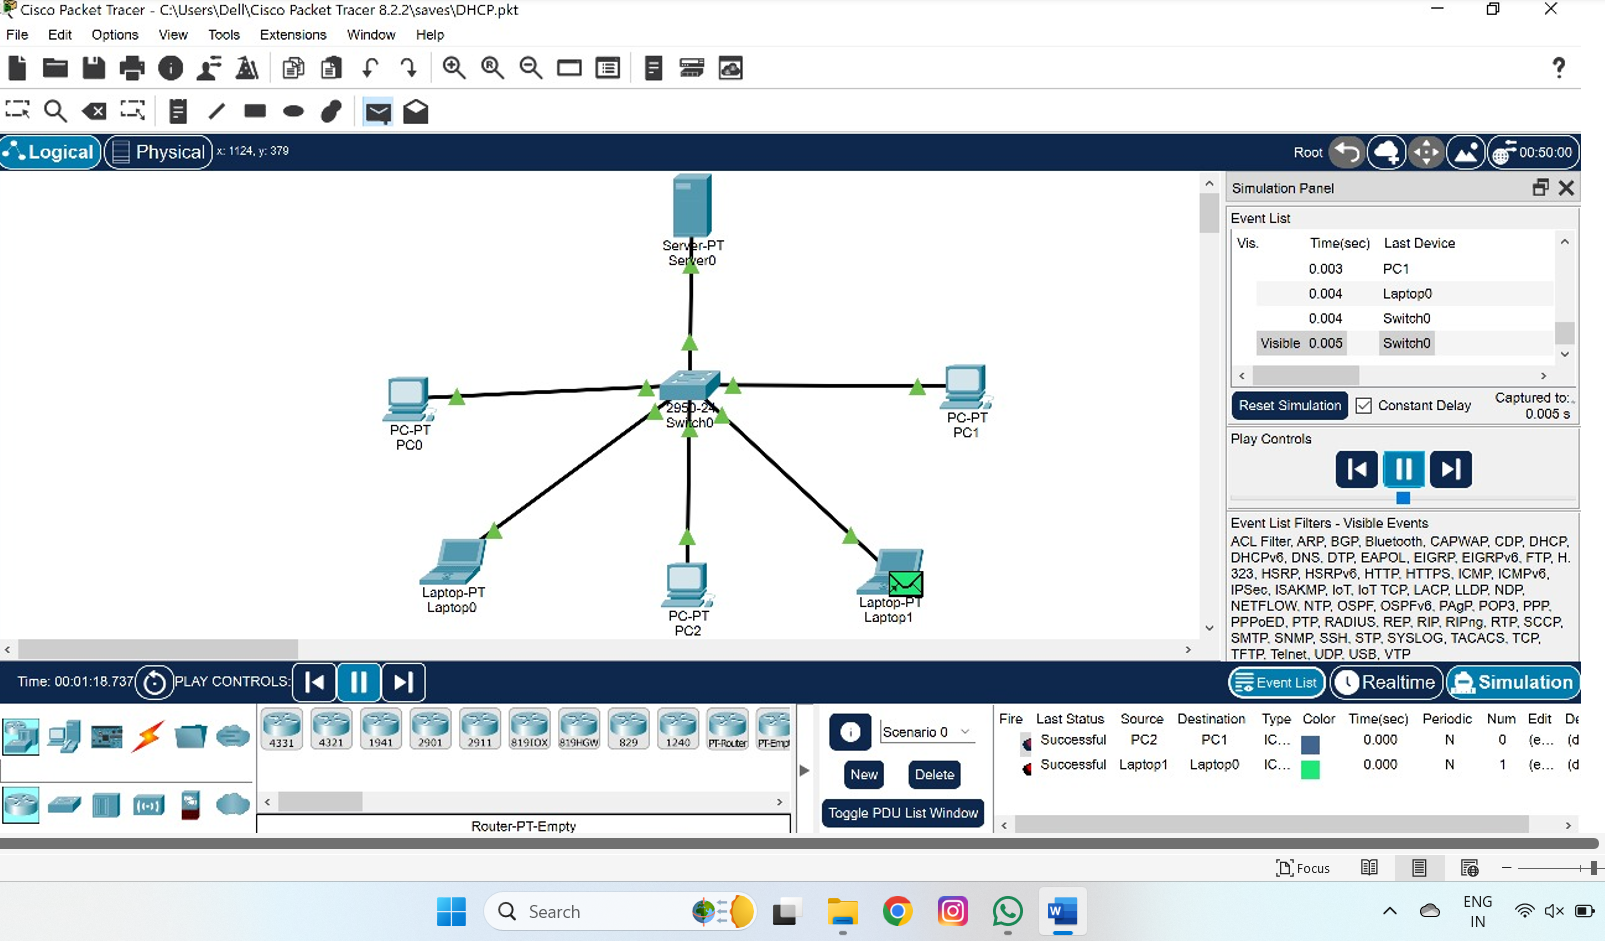 Cisco Packet Tracer - C:\Users\Dell\Cisco Packet Tracer 8.2.2\saves\DHCP.pkt
File Edit Options View Tools Extensions Window Help
Logical Physical x: 1124, y: 379 Root 00:50:00
Server-PT
Server0
2950-24
Switch0
PC-PT
PC0
PC-PT
PC1
Laptop-PT
Laptop0
PC-PT
PC2
Laptop-PT
Laptop1
Simulation Panel
Event List
Vis. Time(sec) Last Device
0.003 PC1
0.004 Laptop0
0.004 Switch0
Visible 0.005 Switch0
Reset Simulation Constant Delay Captured to:
0.005 s
Play Controls
Event List Filters - Visible Events
ACL Filter, ARP, BGP, Bluetooth, CAPWAP, CDP, DHCP,
DHCPv6, DNS, DTP, EAPOL, EIGRP, EIGRPv6, FTP, H.
323, HSRP, HSRPv6, HTTP, HTTPS, ICMP, ICMPv6,
IPSec, ISAKMP, IoT, IoT TCP, LACP, LLDP, NDP,
NETFLOW, NTP, OSPF, OSPFv6, PAgP, POP3, PPP,
PPPoED, PTP, RADIUS, REP, RIP, RIPng, RTP, SCCP,
SMTP, SNMP, SSH, STP, SYSLOG, TACACS, TCP,
TFTP, Telnet, UDP, USB, VTP
Time: 00:01:18.737 PLAY CONTROLS: Event List Realtime Simulation
4331 4321 1941 2901 2911 819IOX 819HGW 829 1240 PT-Router PT-Empt
Router-PT-Empty
Scenario 0
New Delete
Toggle PDU List Window
Fire Last Status Source Destination Type Color Time(sec) Periodic Num Edit De
Successful PC2 PC1 IC... 0.000 N 0 (e... (d
Successful Laptop1 Laptop0 IC... 0.000 N 1 (e... (d
Focus
Search
ENG
IN